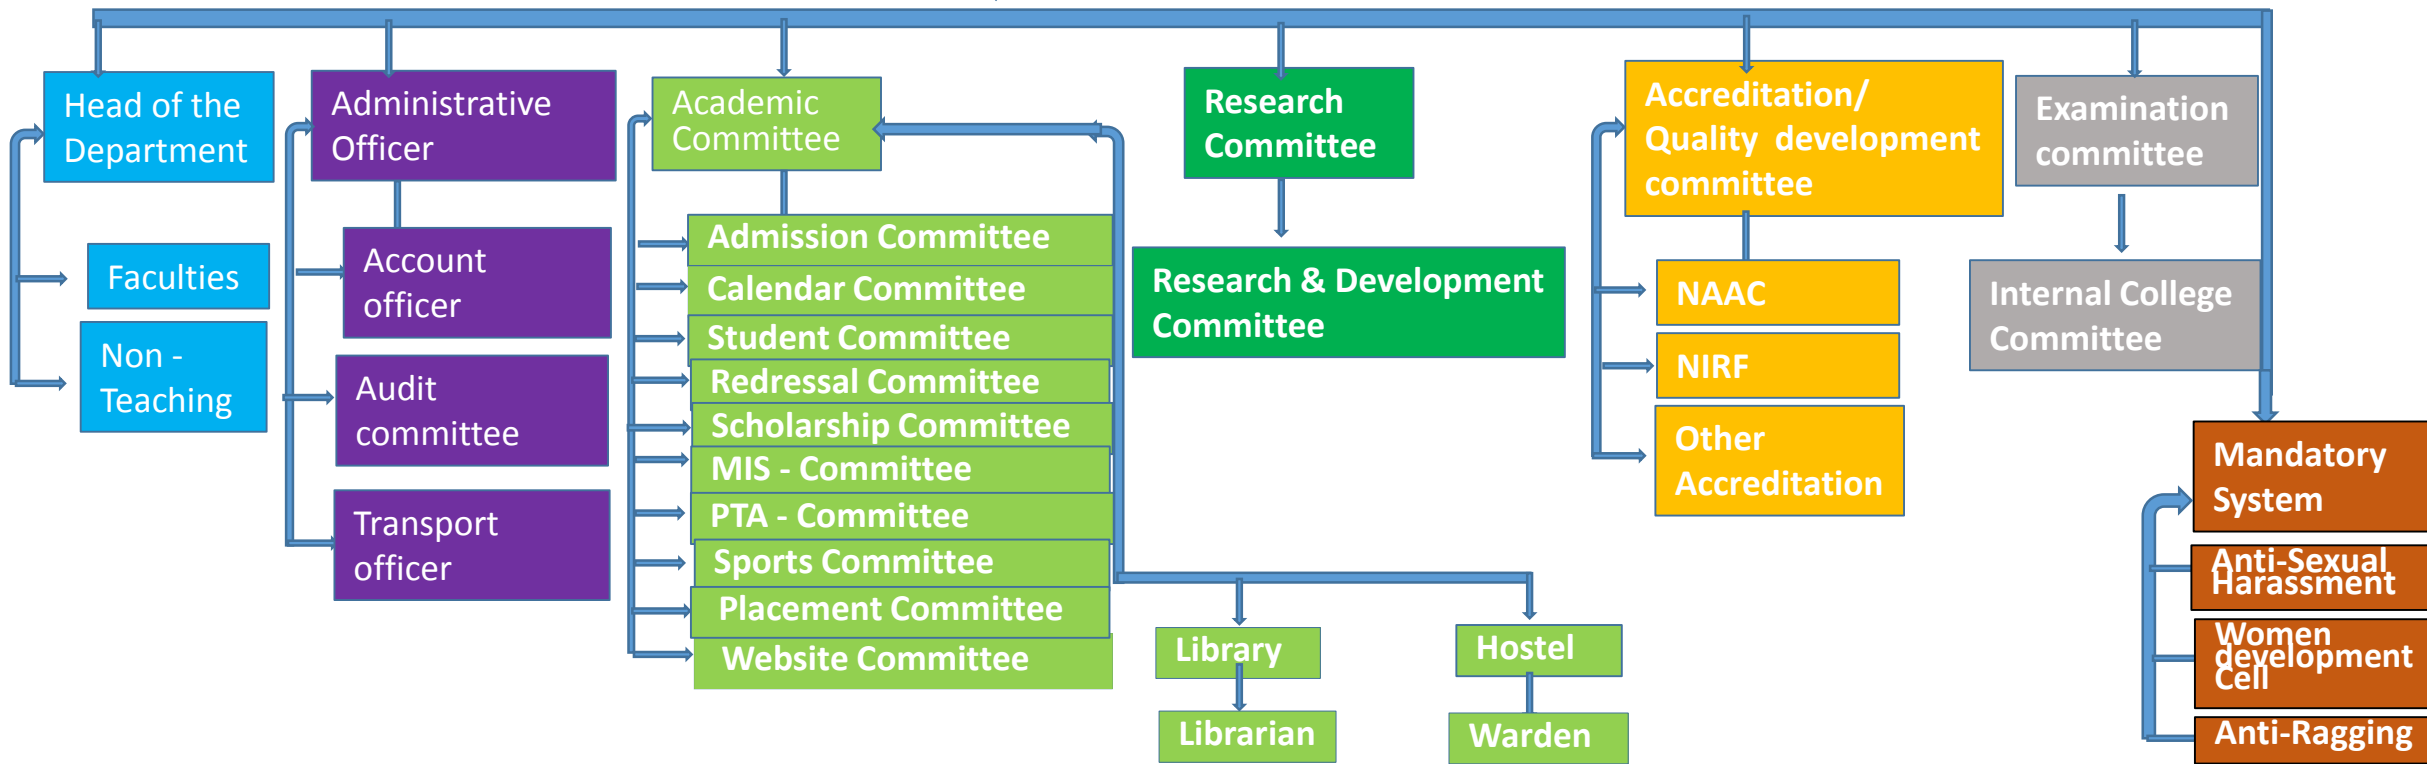 Head of the
Department
Faculties
Non -
Teaching
Administrative
Officer
Account
officer
Audit
committee
Transport
officer
Academic
Committee
Admission Committee
Calendar Committee
Student Committee
Redressal Committee
Scholarship Committee
MIS - Committee
PTA - Committee
Sports Committee
Placement Committee
Website Committee
Library
Librarian
Hostel
Warden
Research
Committee
Research & Development
Committee
Accreditation/
Quality development
committee
NAAC
NIRF
Other
Accreditation
Examination
committee
Internal College
Committee
Mandatory
System
Anti-Sexual
Harassment
Women
development
Cell
Anti-Ragging